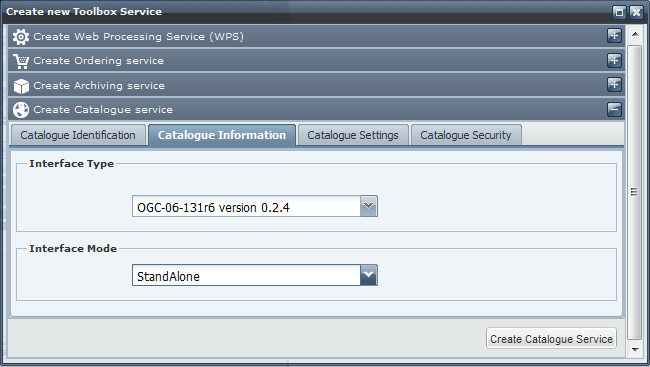 Create new Toolbox Service
Create Web Processing Service (WPS)
Create Ordering service
Create Archiving service
Create Catalogue service
Catalogue Identification Catalogue Information Catalogue Settings Catalogue Security
Interface Type
OGC-06-131r6 version 0.2.4
Interface Mode
StandAlone
Create Catalogue Service